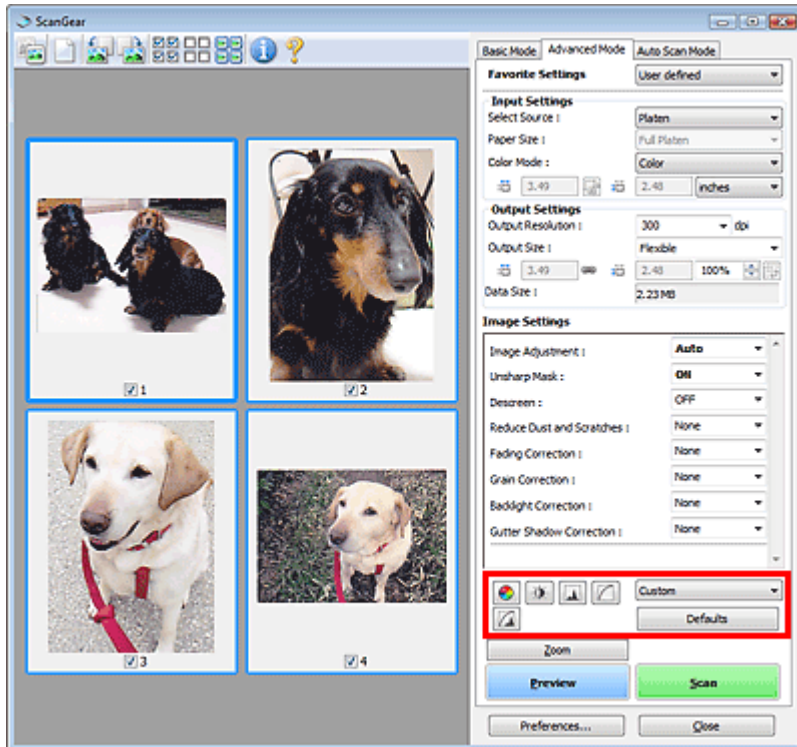 ScanGear
Basic Mode Advanced Mode Auto Scan Mode
Favorite Settings User defined
Input Settings
Select Source : Platen
Paper Size : Full Platen
Color Mode : Color
3.49 2.48 inches
Output Settings
Output Resolution : 300 dpi
Output Size : Flexible
3.49 2.48 100%
Data Size : 2.23 MB
Image Settings
Image Adjustment : Auto
Unsharp Mask : ON
Descreen : OFF
Reduce Dust and Scratches : None
Fading Correction : None
Grain Correction : None
Backlight Correction : None
Gutter Shadow Correction : None
1
2
3
4
Custom
Defaults
Zoom
Preview Scan
Preferences... Close